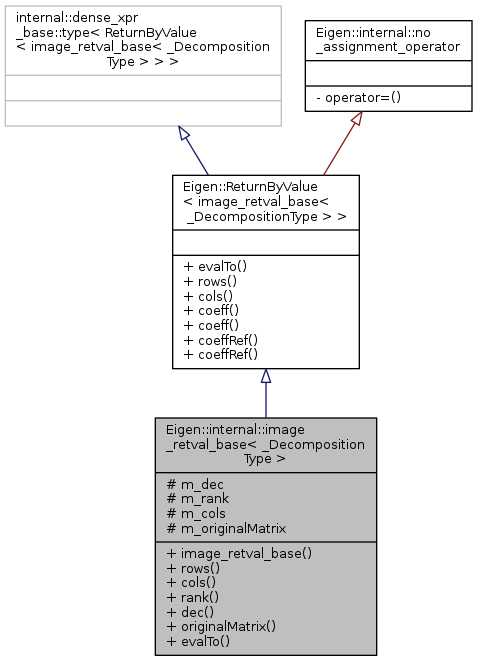 internal::dense_xpr
_base::type< ReturnByValue
< image_retval_base< _Decomposition
Type > > >
Eigen::internal::no
_assignment_operator
- operator=()
Eigen::ReturnByValue
< image_retval_base<
_DecompositionType > >
+ evalTo()
+ rows()
+ cols()
+ coeff()
+ coeff()
+ coeffRef()
+ coeffRef()
Eigen::internal::image
_retval_base< _Decomposition
Type >
# m_dec
# m_rank
# m_cols
# m_originalMatrix
+ image_retval_base()
+ rows()
+ cols()
+ rank()
+ dec()
+ originalMatrix()
+ evalTo()